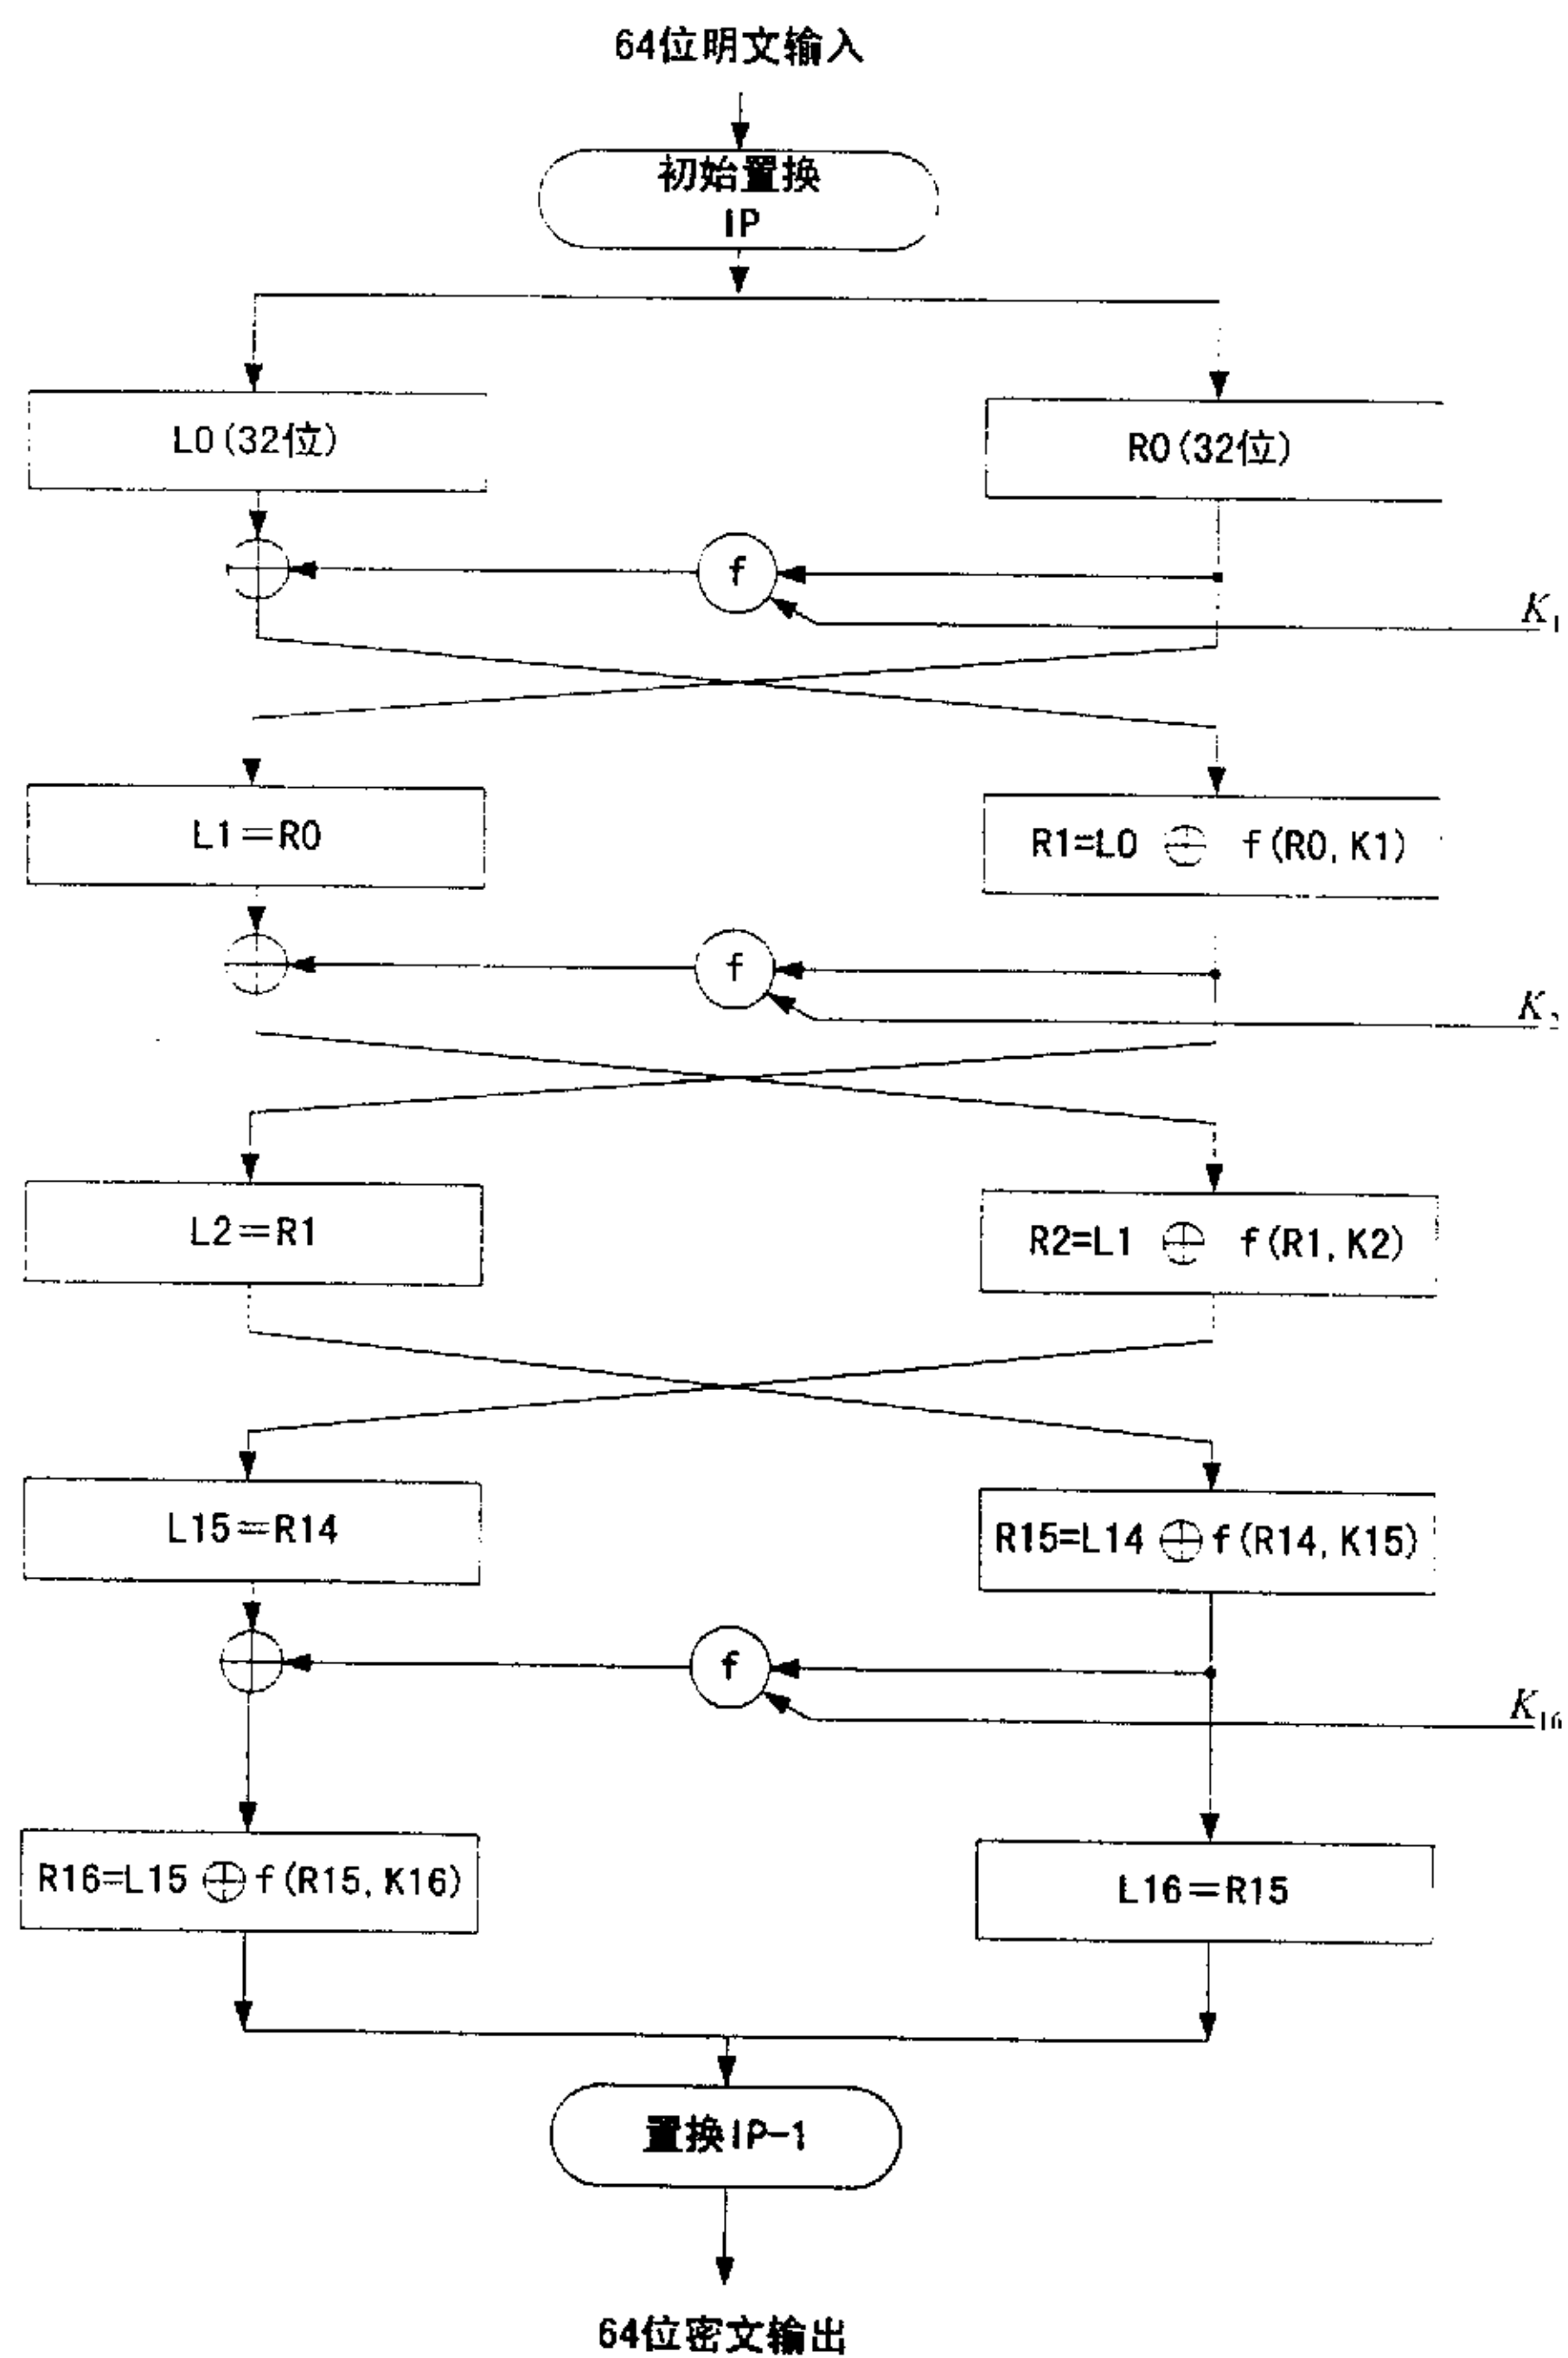 64位明文输入
初始置换
IP
L0(32位)
R0(32位)
f
K1
L1=R0
R1=L0 ⊕ f(R0,K1)
f
K2
L2=R1
R2=L1 ⊕ f(R1,K2)
L15=R14
R15=L14 ⊕ f(R14,K15)
f
K16
R16=L15 ⊕ f(R15,K16)
L16=R15
置换IP-1
64位密文输出